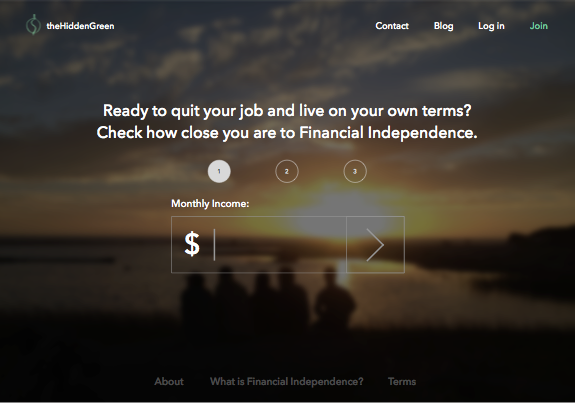 theHiddenGreen
Contact Blog Log in Join
Ready to quit your job and live on your own terms?
Check how close you are to Financial Independence.
1 2 3
Monthly Income:
$
About What is Financial Independence? Terms